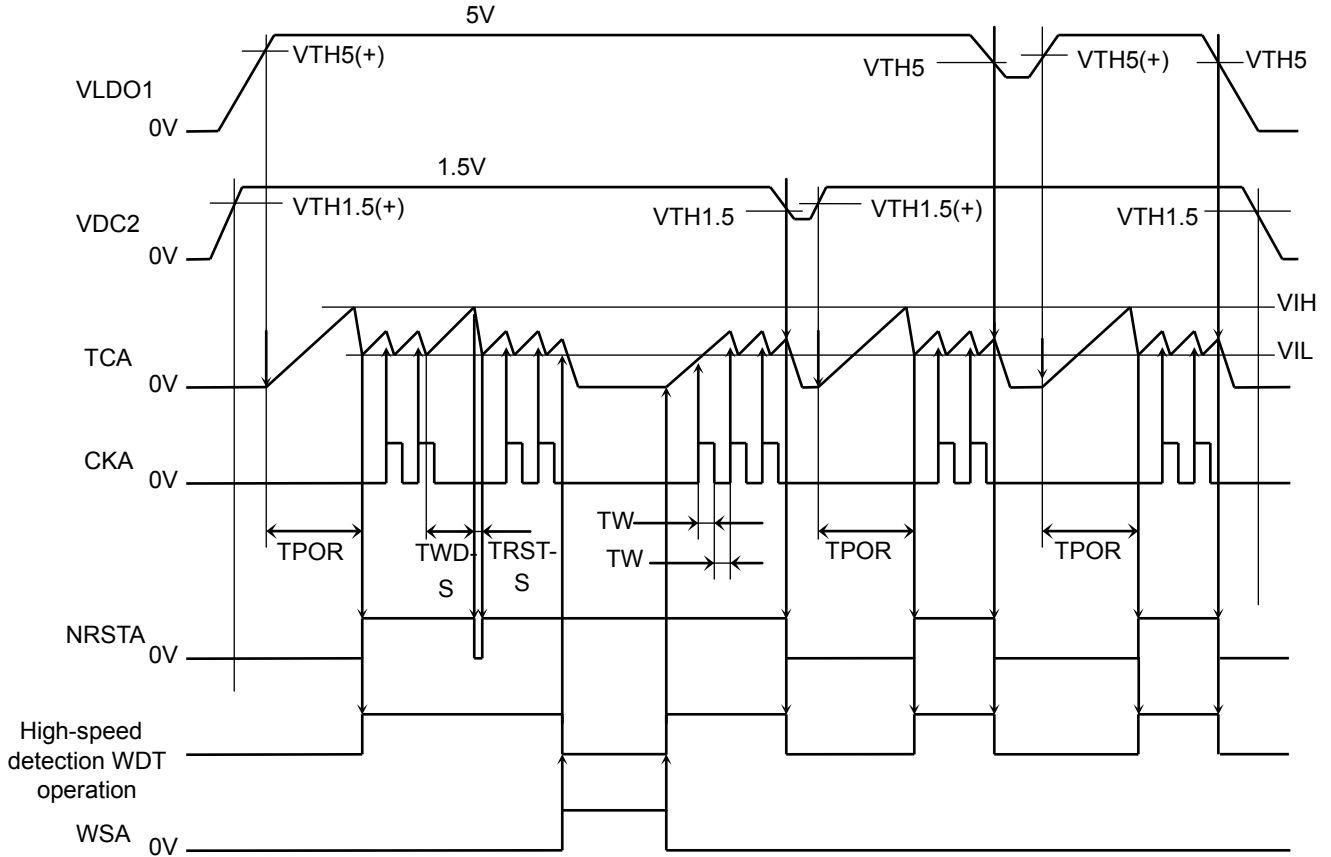 5V
VTH5(+)
VTH5
VTH5(+)
VTH5
VLDO1
0V
1.5V
VTH1.5(+)
VTH1.5
VTH1.5(+)
VTH1.5
VDC2
0V
VIH
TCA
VIL
0V
CKA
0V
TW
TPOR
TWD-
S
TRST-
S
TW
TPOR
TPOR
NRSTA
0V
High-speed
detection WDT
operation
WSA
0V